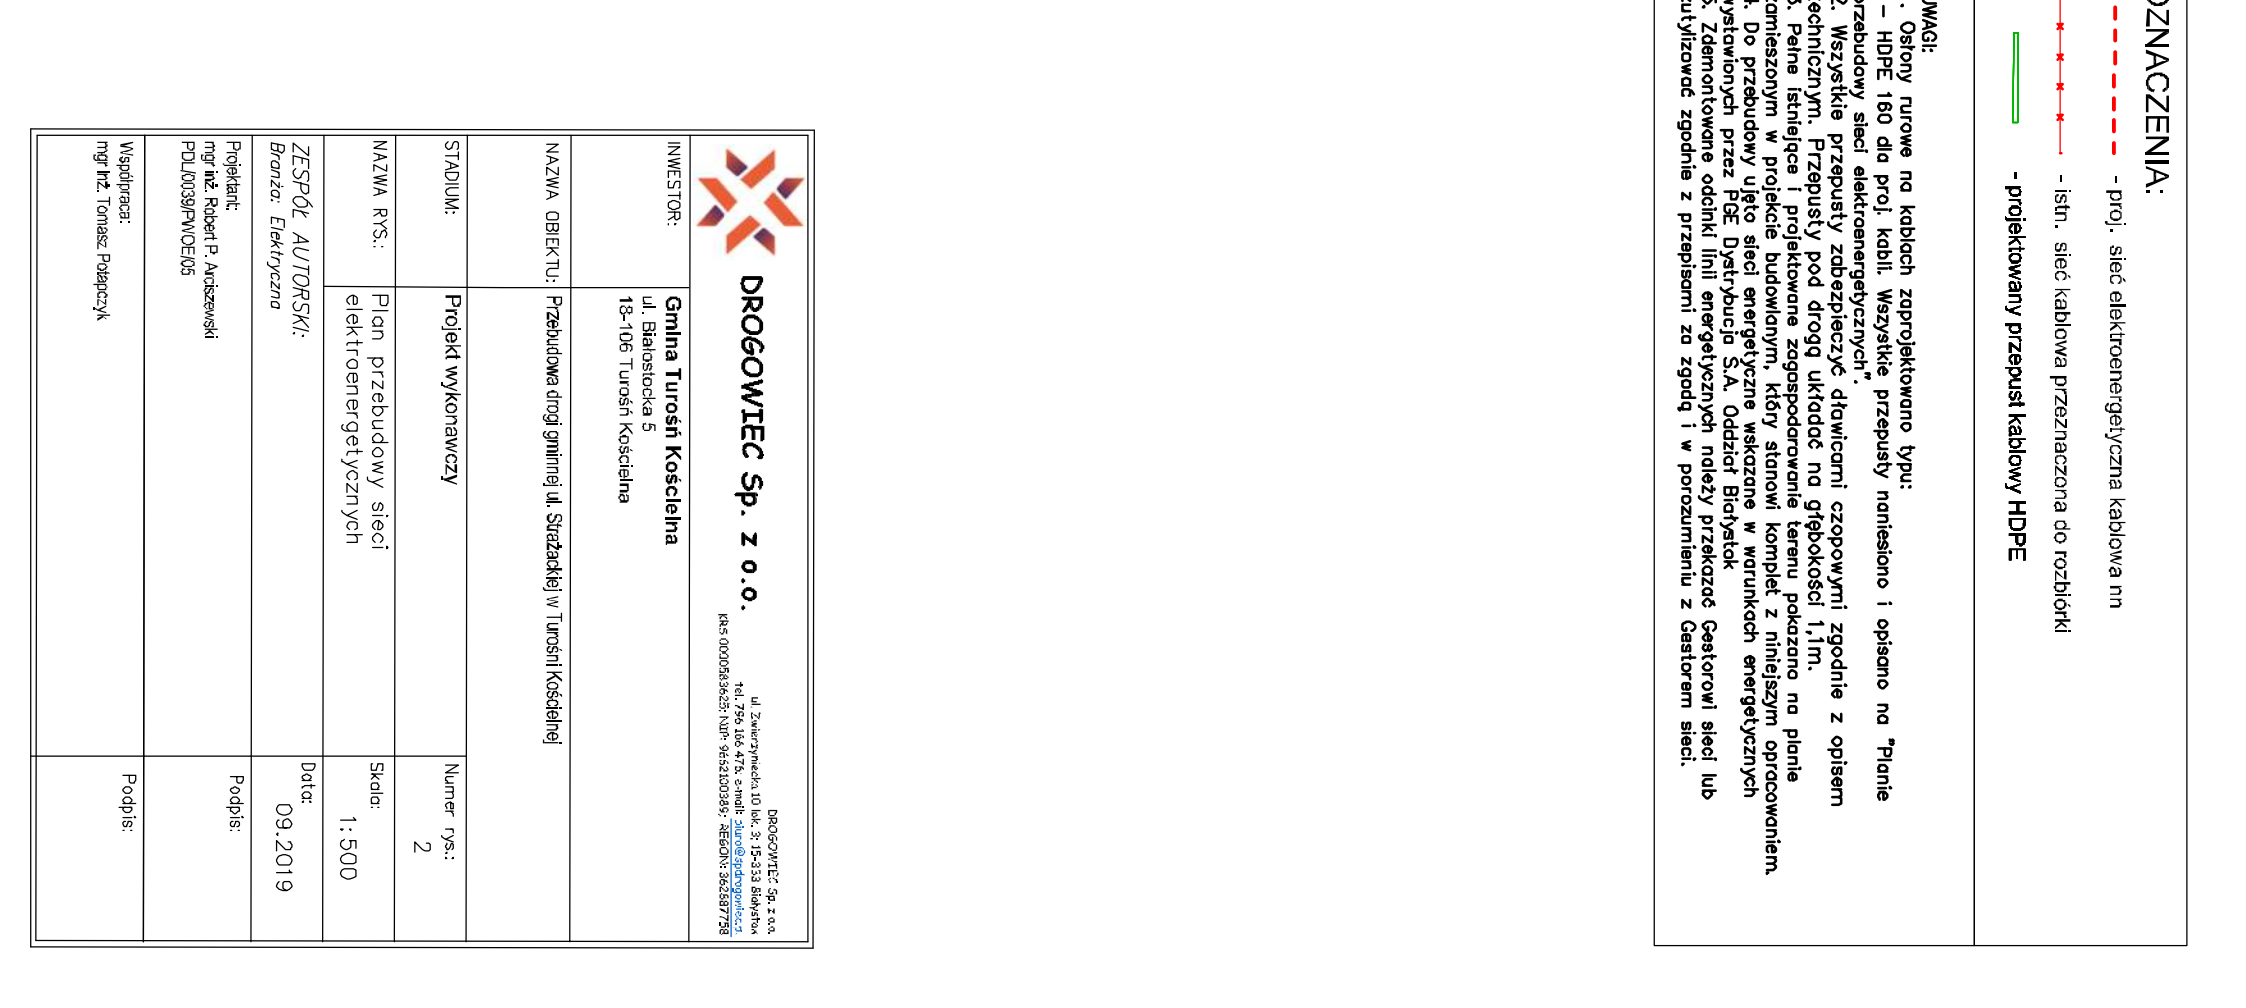 OZNACZENIA:
- proj. sieć elektroenergetyczna kablowa nn
- istn. sieć kablowa przeznaczona do rozbiórki
- projektowany przepust kablowy HDPE
UWAGI:
. Osłony rurowe na kablach zaprojektowano typu:
- HDPE 160 dla proj. kabli. Wszystkie przepusty naniesiono i opisano na "Planie
przebudowy sieci elektroenergetycznych".
2. Wszystkie przepusty zabezpieczyć dławicami czopowymi zgodnie z opisem
technicznym. Przepusty pod drogą układać na głębokości 1,1m.
3. Pełne istniejące i projektowane zagospodarowanie terenu pokazano na planie
zamieszonym w projekcie budowlanym, który stanowi komplet z niniejszym opracowaniem.
4. Do przebudowy ujęto sieci energetyczne wskazane w warunkach energetycznych
wystawionych przez PGE Dystrybucja S.A. Oddział Białystok
5. Zdemontowane odcinki linii energetycznych należy przekazać Gestorowi sieci lub
zutylizować zgodnie z przepisami za zgodą i w porozumieniu z Gestorem sieci.
DROGOWIEC Sp. z o.o.
DROGOWIEC Sp. z o.o.
ul. Zwierzyniecka 10 lok. 3; 15-333 Białystok
tel. 796 166 476. e-mail: biuro@spdrogowiec.
KRS 0000583625; NIP: 9662100389; REGON: 362887758
INWESTOR:
Gmina Turośń Kościelna
ul. Białostocka 5
18-106 Turośń Kościelna
NAZWA OBIEKTU:
Przebudowa drogi gminnej ul. Strażackiej w Turośni Kościelnej
STADIUM:
Projekt wykonawczy
Numer rys.:
2
NAZWA RYS.:
Plan przebudowy sieci
elektroenergetycznych
Skala:
1:500
ZESPÓŁ AUTORSKI:
Branża: Elektryczna
Data:
09.2019
Projektant:
mgr inż. Robert P. Arciszewski
PDL/0039/PWOE/05
Podpis:
Współpraca:
mgr inż. Tomasz Potapczyk
Podpis: